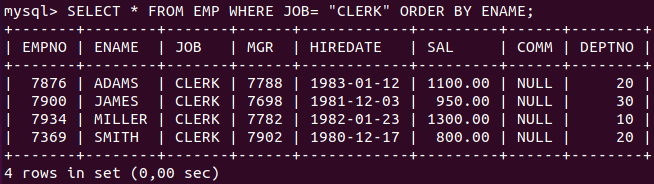 mysql> SELECT * FROM EMP WHERE JOB= "CLERK" ORDER BY ENAME;
+-------+--------+-------+------+------------+---------+------+--------+
| EMPNO | ENAME  | JOB   | MGR  | HIREDATE   | SAL     | COMM | DEPTNO |
+-------+--------+-------+------+------------+---------+------+--------+
|  7876 | ADAMS  | CLERK | 7788 | 1983-01-12 | 1100.00 | NULL |     20 |
|  7900 | JAMES  | CLERK | 7698 | 1981-12-03 |  950.00 | NULL |     30 |
|  7934 | MILLER | CLERK | 7782 | 1982-01-23 | 1300.00 | NULL |     10 |
|  7369 | SMITH  | CLERK | 7902 | 1980-12-17 |  800.00 | NULL |     20 |
+-------+--------+-------+------+------------+---------+------+--------+
4 rows in set (0,00 sec)